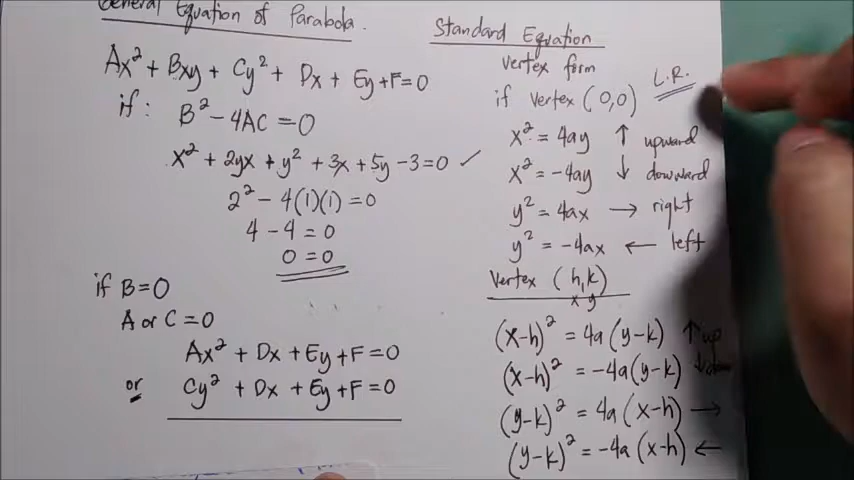 General Equation of Parabola.
Ax² + Bxy + Cy² + Dx + Ey + F = 0
if : B² - 4AC = 0
x² + 2yx + y² + 3x + 5y - 3 = 0 ✓
2² - 4(1)(1) = 0
4 - 4 = 0
0 = 0
if B = 0
A or C = 0
Ax² + Dx + Ey + F = 0
or Cy² + Dx + Ey + F = 0
Standard Equation
vertex form
L.R.
if vertex (0,0)
x² = 4ay ↑ upward
x² = -4ay ↓ downward
y² = 4ax → right
y² = -4ax ← left
Vertex (h,k)
x y
(x-h)² = 4a(y-k) ↑ up
(x-h)² = -4a(y-k) ↓ down
(y-k)² = 4a(x-h) →
(y-k)² = -4a(x-h) ←